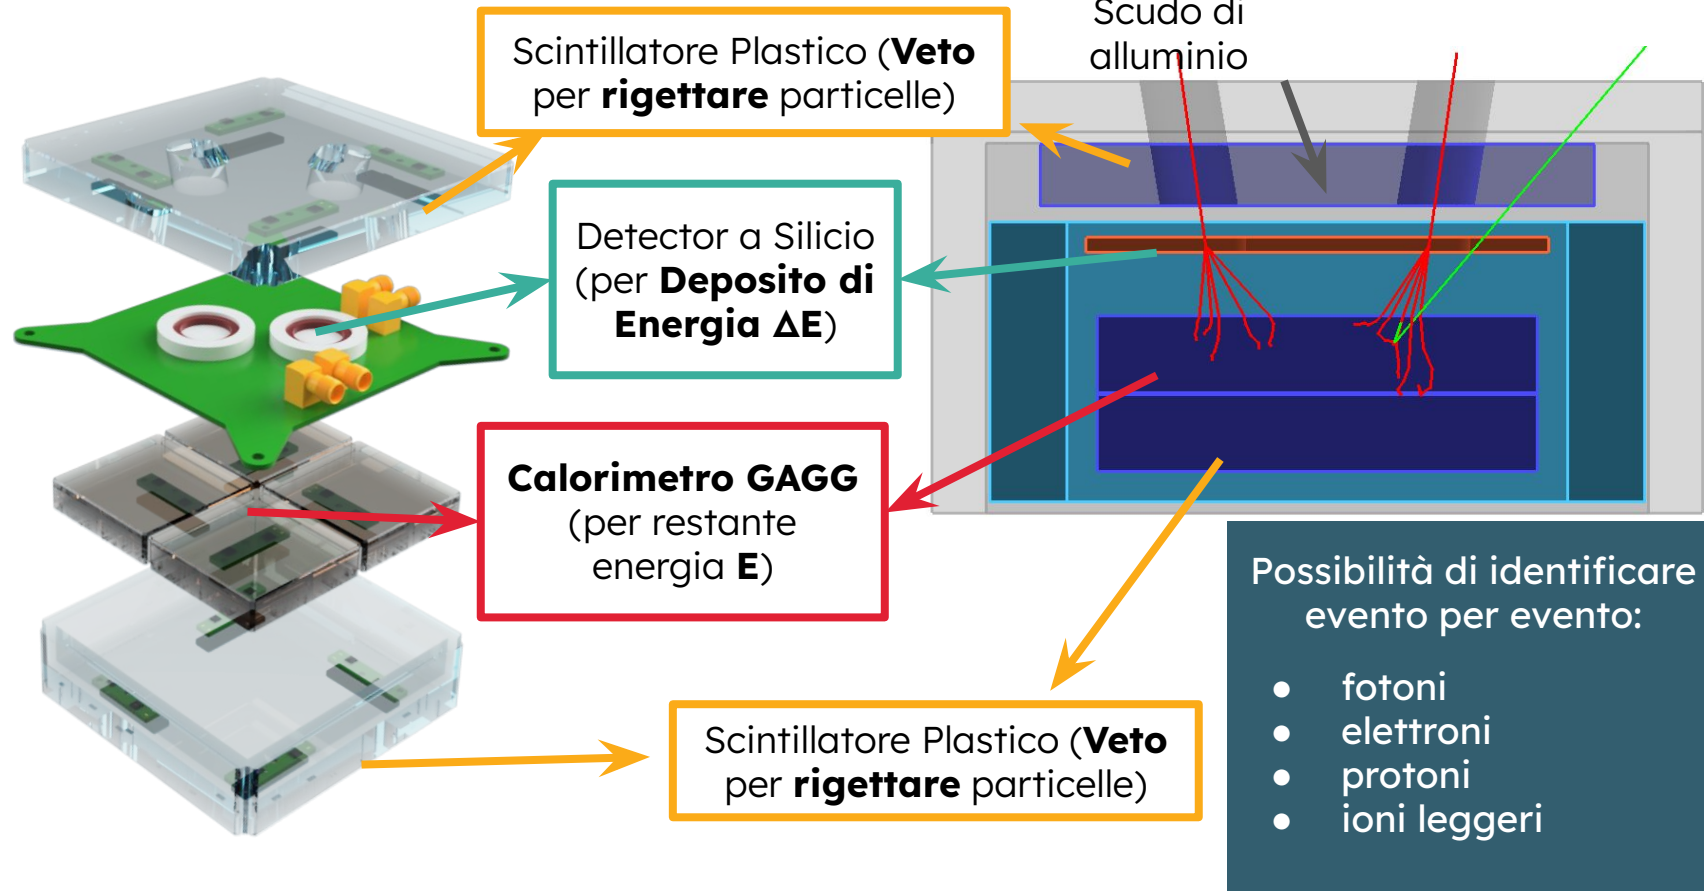 Scudo di
alluminio
Scintillatore Plastico (Veto
per rigettare particelle)
Detector a Silicio
(per Deposito di
Energia ΔE)
Calorimetro GAGG
(per restante
energia E)
Possibilità di identificare
evento per evento:
● fotoni
● elettroni
● protoni
● ioni leggeri
Scintillatore Plastico (Veto
per rigettare particelle)